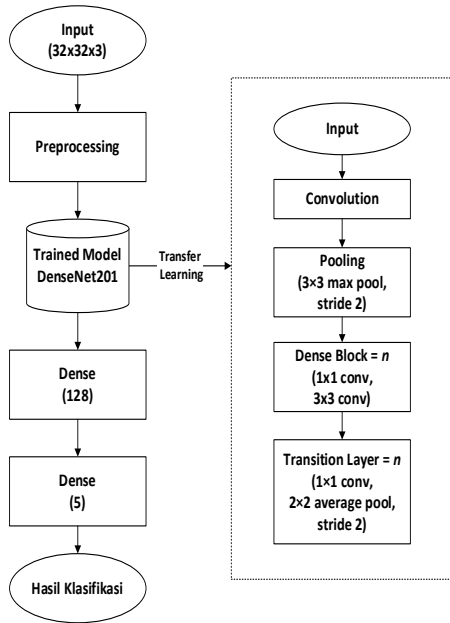 Input
(32x32x3)
Preprocessing
Trained Model
DenseNet201
Transfer
Learning
Dense
(128)
Dense
(5)
Hasil Klasifikasi
Input
Convolution
Pooling
(3×3 max pool,
stride 2)
Dense Block = n
(1x1 conv,
3x3 conv)
Transition Layer = n
(1×1 conv,
2×2 average pool,
stride 2)